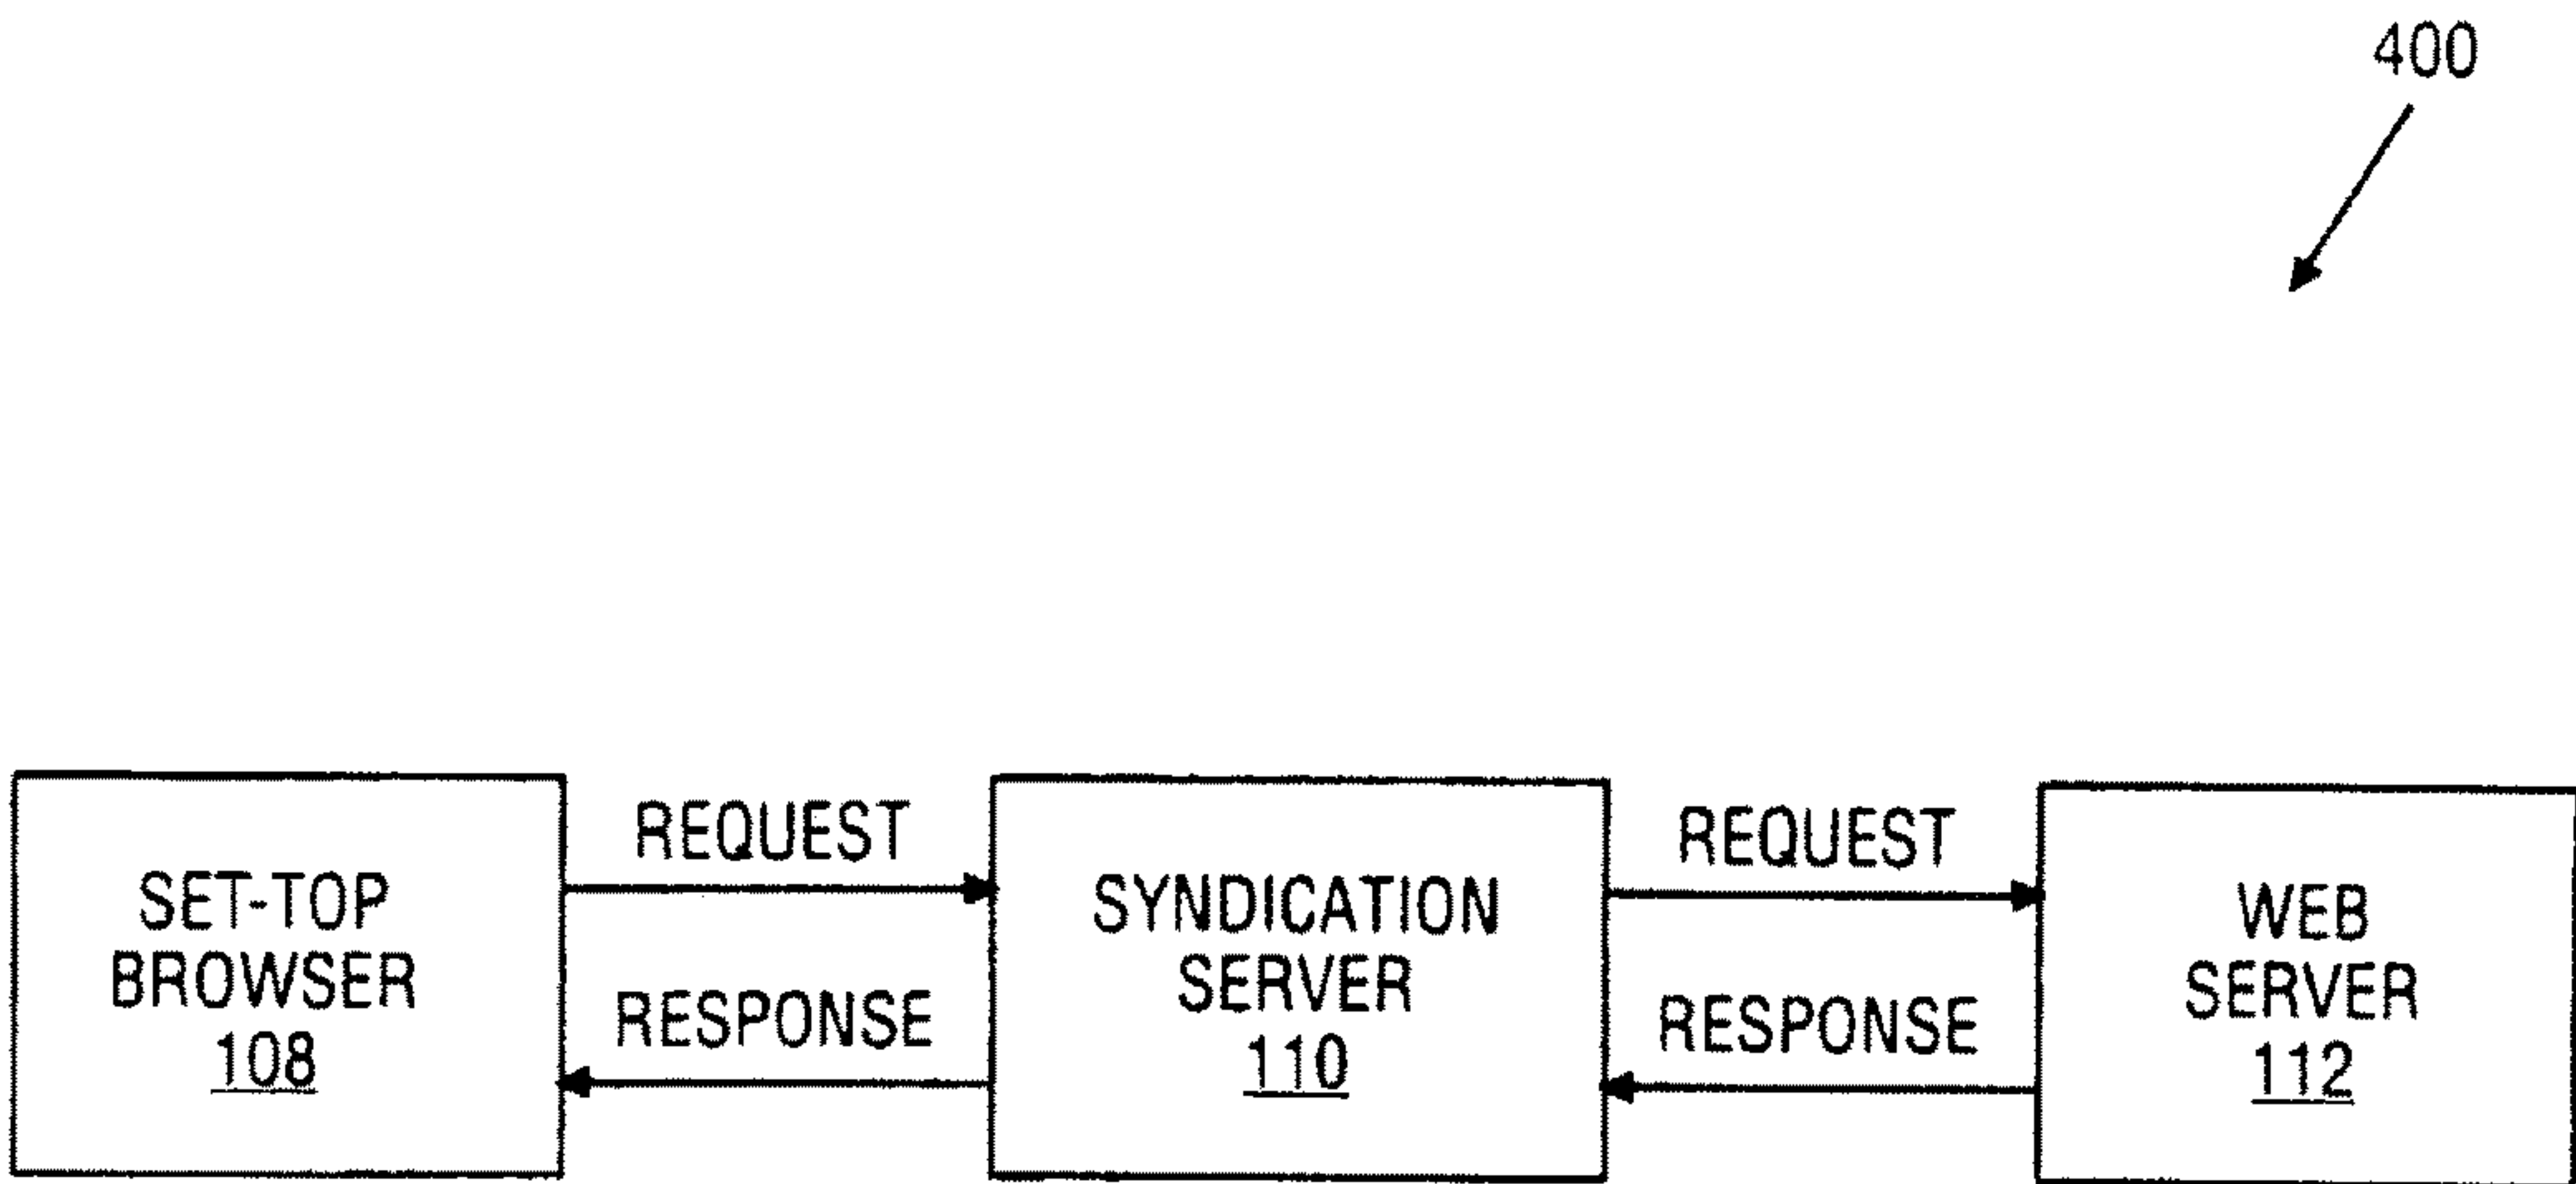 400
REQUEST
REQUEST
SET-TOP
BROWSER
108
SYNDICATION
SERVER
110
WEB
SERVER
112
RESPONSE
RESPONSE